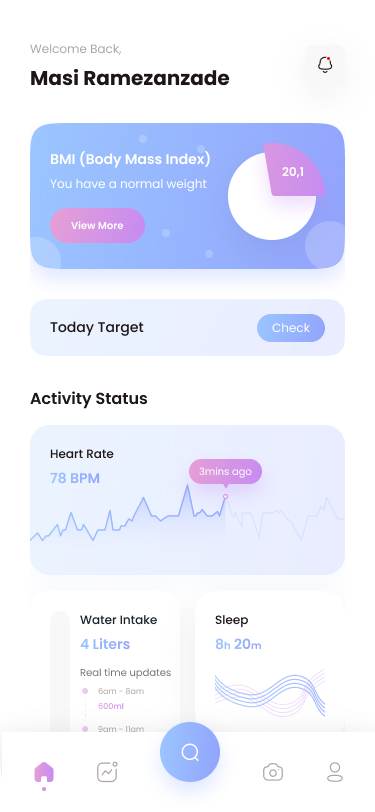 Welcome Back,
Masi Ramezanzade
BMI (Body Mass Index)
You have a normal weight
20,1
View More
Today Target
Check
Activity Status
Heart Rate
78 BPM
3mins ago
Water Intake
4 Liters
Real time updates
6am - 8am
600ml
9am - 11am
Sleep
8h 20m